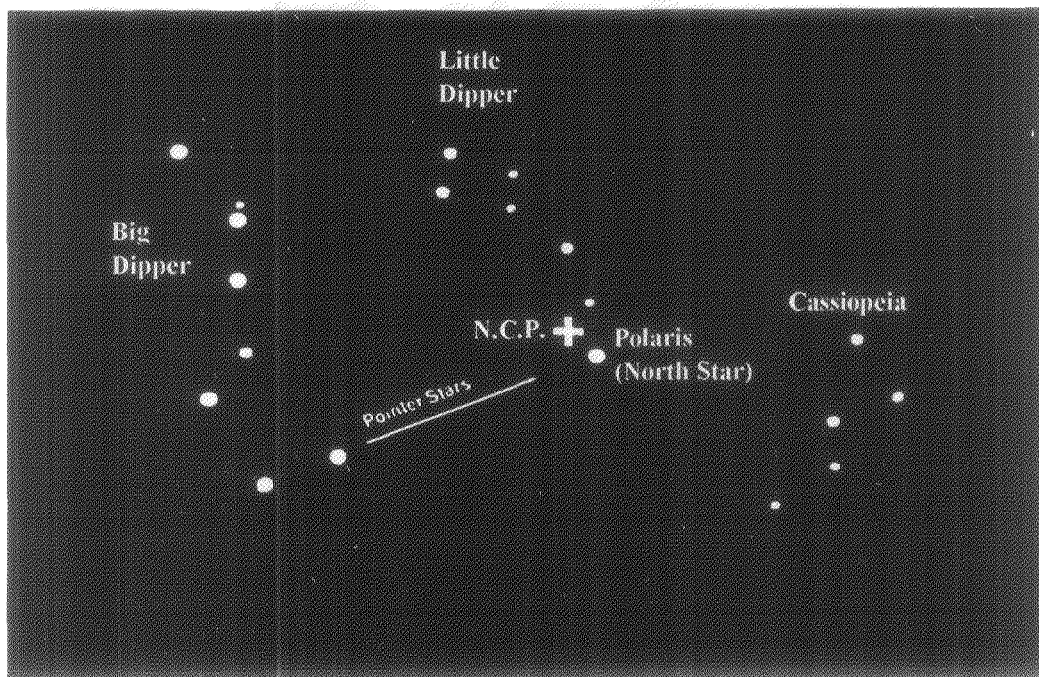 Little
Dipper
Big
Dipper
Cassiopeia
N.C.P.
Polaris
(North Star)
Pointer Stars